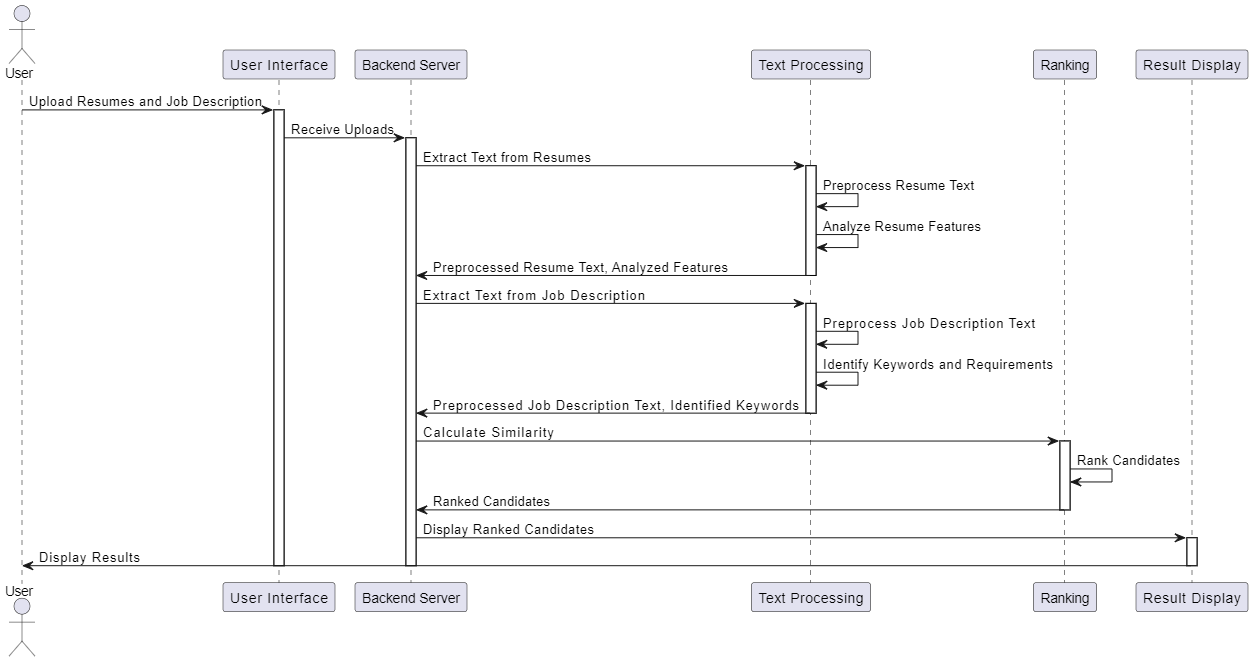 User
User Interface
Backend Server
Text Processing
Ranking
Result Display
Upload Resumes and Job Description
Receive Uploads
Extract Text from Resumes
Preprocess Resume Text
Analyze Resume Features
Preprocessed Resume Text, Analyzed Features
Extract Text from Job Description
Preprocess Job Description Text
Identify Keywords and Requirements
Preprocessed Job Description Text, Identified Keywords
Calculate Similarity
Rank Candidates
Ranked Candidates
Display Ranked Candidates
Display Results
User
User Interface
Backend Server
Text Processing
Ranking
Result Display